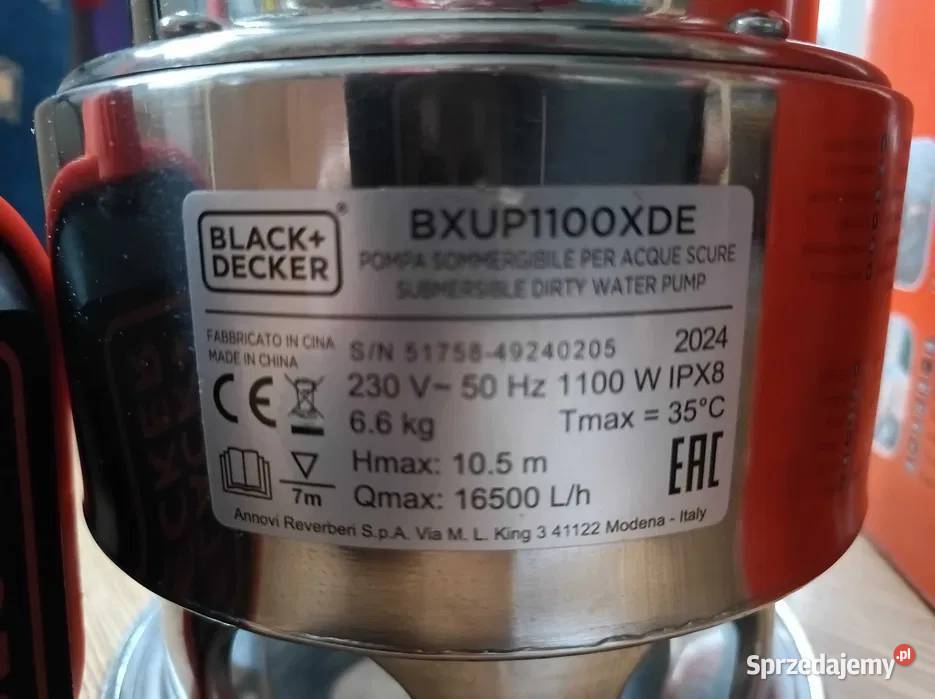 BLACK+
DECKER®
BXUP1100XDE
POMPA SOMMERGIBILE PER ACQUE SCURE
SUBMERSIBLE DIRTY WATER PUMP
FABBRICATO IN CINA
MADE IN CHINA
S/N 51758-49240205
2024
CE
230 V~ 50 Hz 1100 W IPX8
6.6 kg
Tmax = 35°C
Hmax: 10.5 m
EAC
7m
Qmax: 16500 L/h
Annovi Reverberi S.p.A. Via M. L. King 3 41122 Modena - Italy
Sprzedajemy.pl